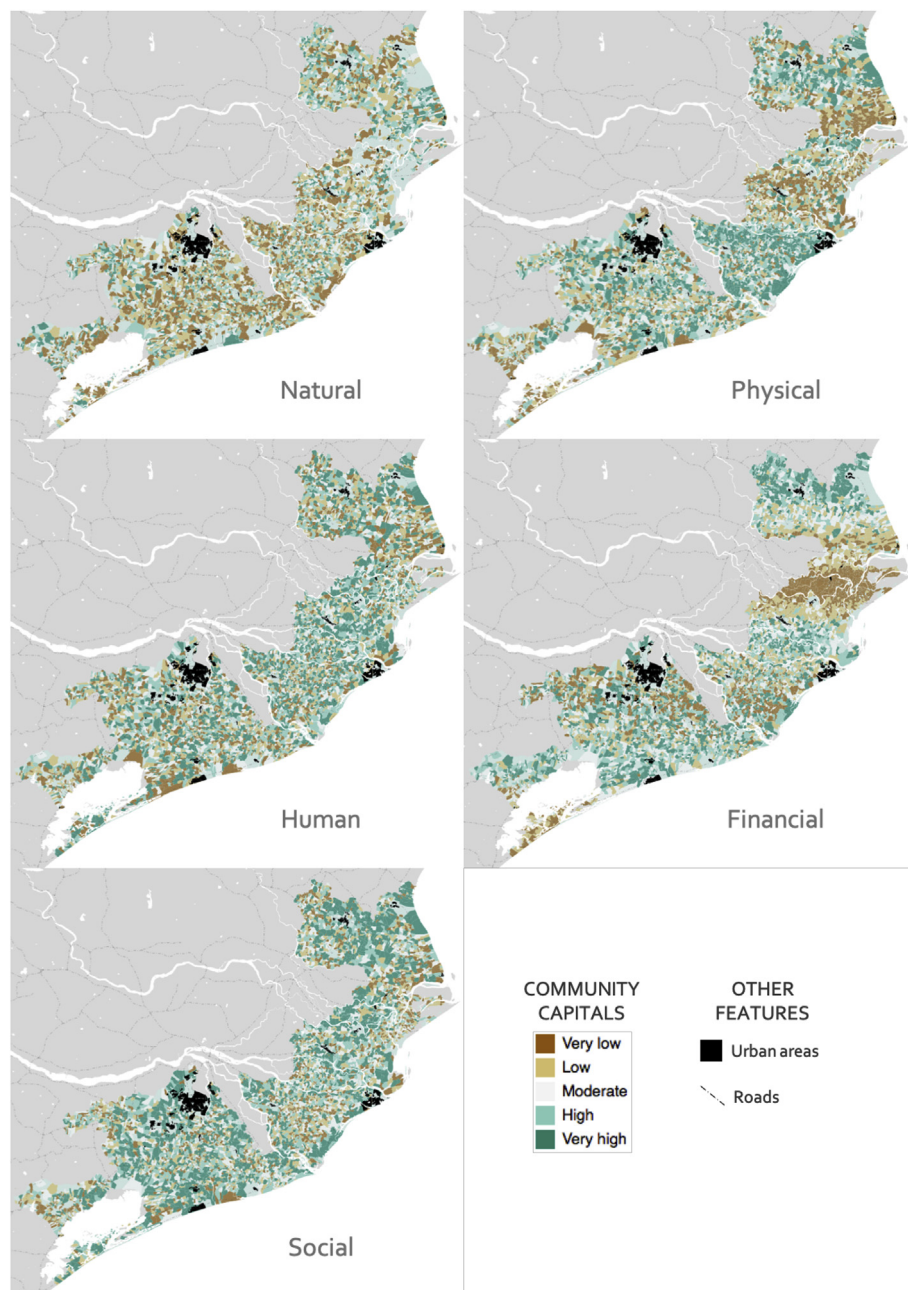 Natural
Physical
Human
Financial
Social
COMMUNITY
CAPITALS
Very low
Low
Moderate
High
Very high
OTHER
FEATURES
Urban areas
Roads